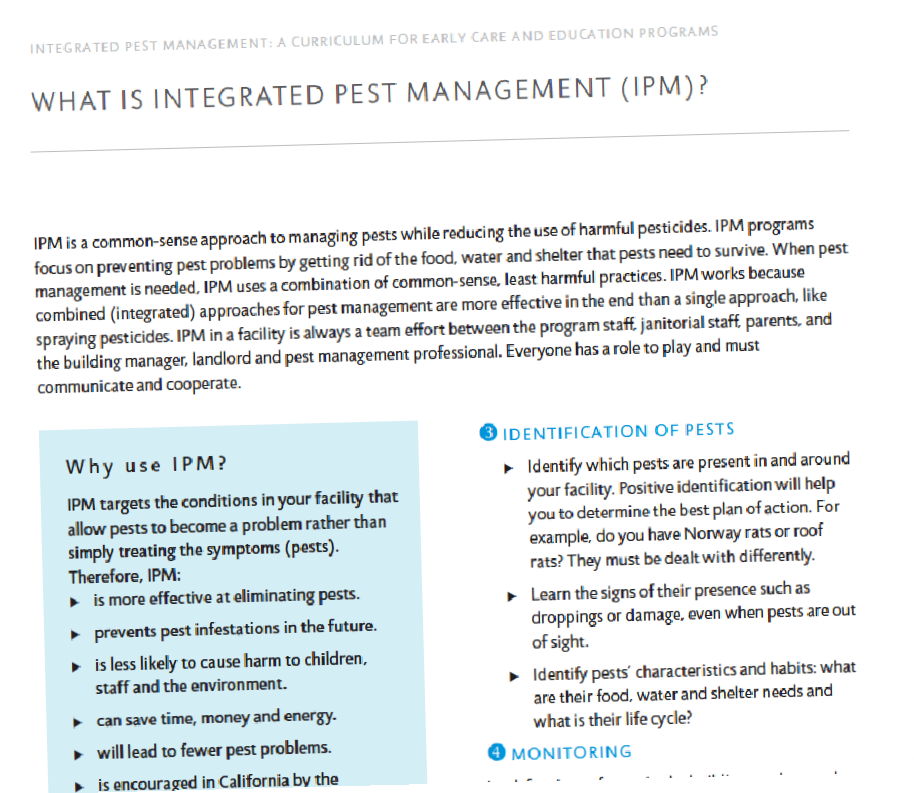 INTEGRATED PEST MANAGEMENT: A CURRICULUM FOR EARLY CARE AND EDUCATION PROGRAMS
WHAT IS INTEGRATED PEST MANAGEMENT (IPM)?
IPM is a common-sense approach to managing pests while reducing the use of harmful pesticides. IPM programs
focus on preventing pest problems by getting rid of the food, water and shelter that pests need to survive. When pest
management is needed, IPM uses a combination of common-sense, least harmful practices. IPM works because
combined (integrated) approaches for pest management are more effective in the end than a single approach, like
spraying pesticides. IPM in a facility is always a team effort between the program staff, janitorial staff, parents, and
the building manager, landlord and pest management professional. Everyone has a role to play and must
communicate and cooperate.
Why use IPM?
IPM targets the conditions in your facility that
allow pests to become a problem rather than
simply treating the symptoms (pests).
Therefore, IPM:
► is more effective at eliminating pests.
► prevents pest infestations in the future.
► is less likely to cause harm to children,
staff and the environment.
► can save time, money and energy.
► will lead to fewer pest problems.
► is encouraged in California by the
3 IDENTIFICATION OF PESTS
► Identify which pests are present in and around
your facility. Positive identification will help
you to determine the best plan of action. For
example, do you have Norway rats or roof
rats? They must be dealt with differently.
► Learn the signs of their presence such as
droppings or damage, even when pests are out
of sight.
► Identify pests' characteristics and habits: what
are their food, water and shelter needs and
what is their life cycle?
4 MONITORING